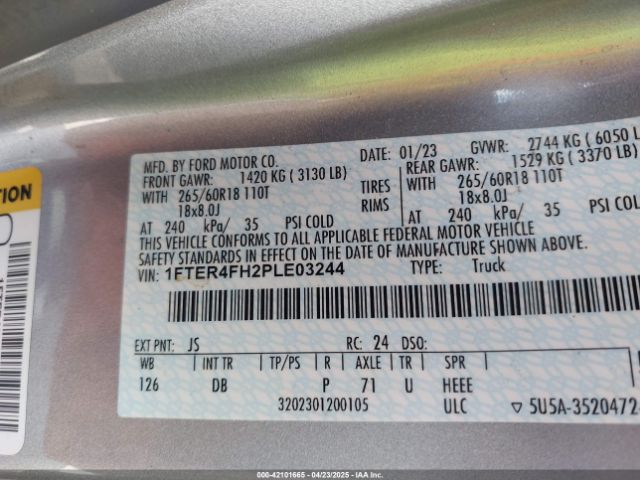 MFD. BY FORD MOTOR CO.
DATE: 01/23 GVWR: 2744 KG ( 6050 L
FRONT GAWR: 1420 KG ( 3130 LB)
REAR GAWR: 1529 KG ( 3370 LB)
WITH 265/60R18 110T TIRES WITH 265/60R18 110T
18x8.0J RIMS 18x8.0J
AT 240 kPa/ 35 PSI COLD AT 240 kPa/ 35 PSI COLD
THIS VEHICLE CONFORMS TO ALL APPLICABLE FEDERAL MOTOR VEHICLE
SAFETY STANDARDS IN EFFECT ON THE DATE OF MANUFACTURE SHOWN ABOVE.
VIN: 1FTER4FH2PLE03244 TYPE: Truck
EXT PNT: JS RC: 24 DSO:
WB INT TR TP/PS R AXLE TR SPR
126 DB P 71 U HEEE
3202301200105 ULC ▽ 5U5A-3520472
000-42101665 - 04/23/2025 - IAAI.com